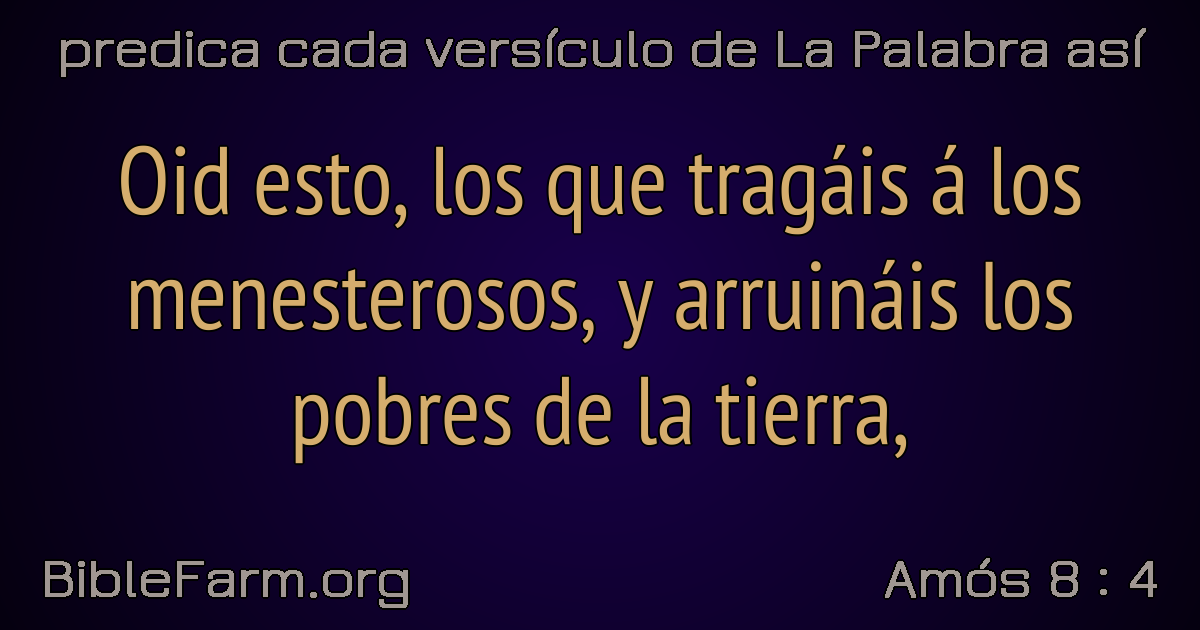 predica cada versículo de La Palabra así
Oid esto, los que tragáis á los
menesterosos, y arruináis los
pobres de la tierra,
BibleFarm.org
Amós 8 : 4